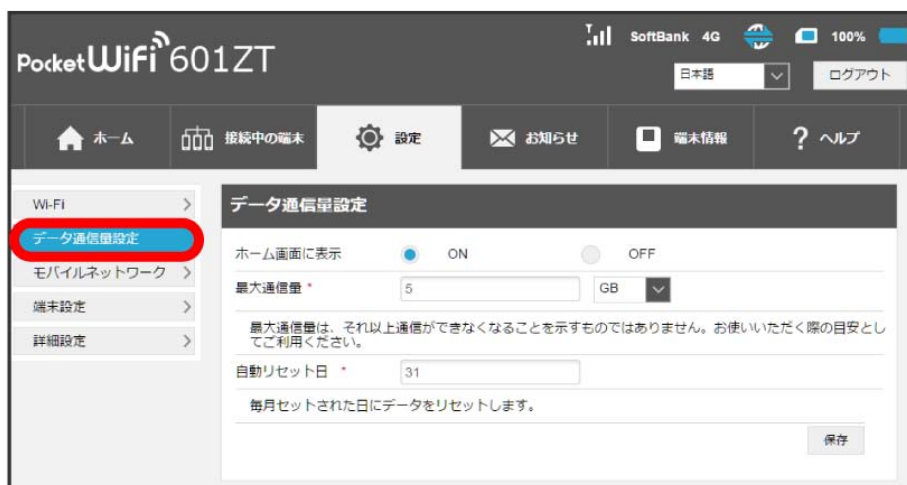 Pocket WiFi 601ZT
SoftBank 4G 100%
日本語 ログアウト
ホーム 接続中の端末 設定 お知らせ 端末情報 ? ヘルプ
Wi-Fi
データ通信量設定
モバイルネットワーク
端末設定
詳細設定
データ通信量設定
ホーム画面に表示 ON OFF
最大通信量 * 5 GB
最大通信量は、それ以上通信ができなくなることを示すものではありません。お使いいただく際の目安とし
てご利用ください。
自動リセット日 * 31
毎月セットされた日にデータをリセットします。
保存